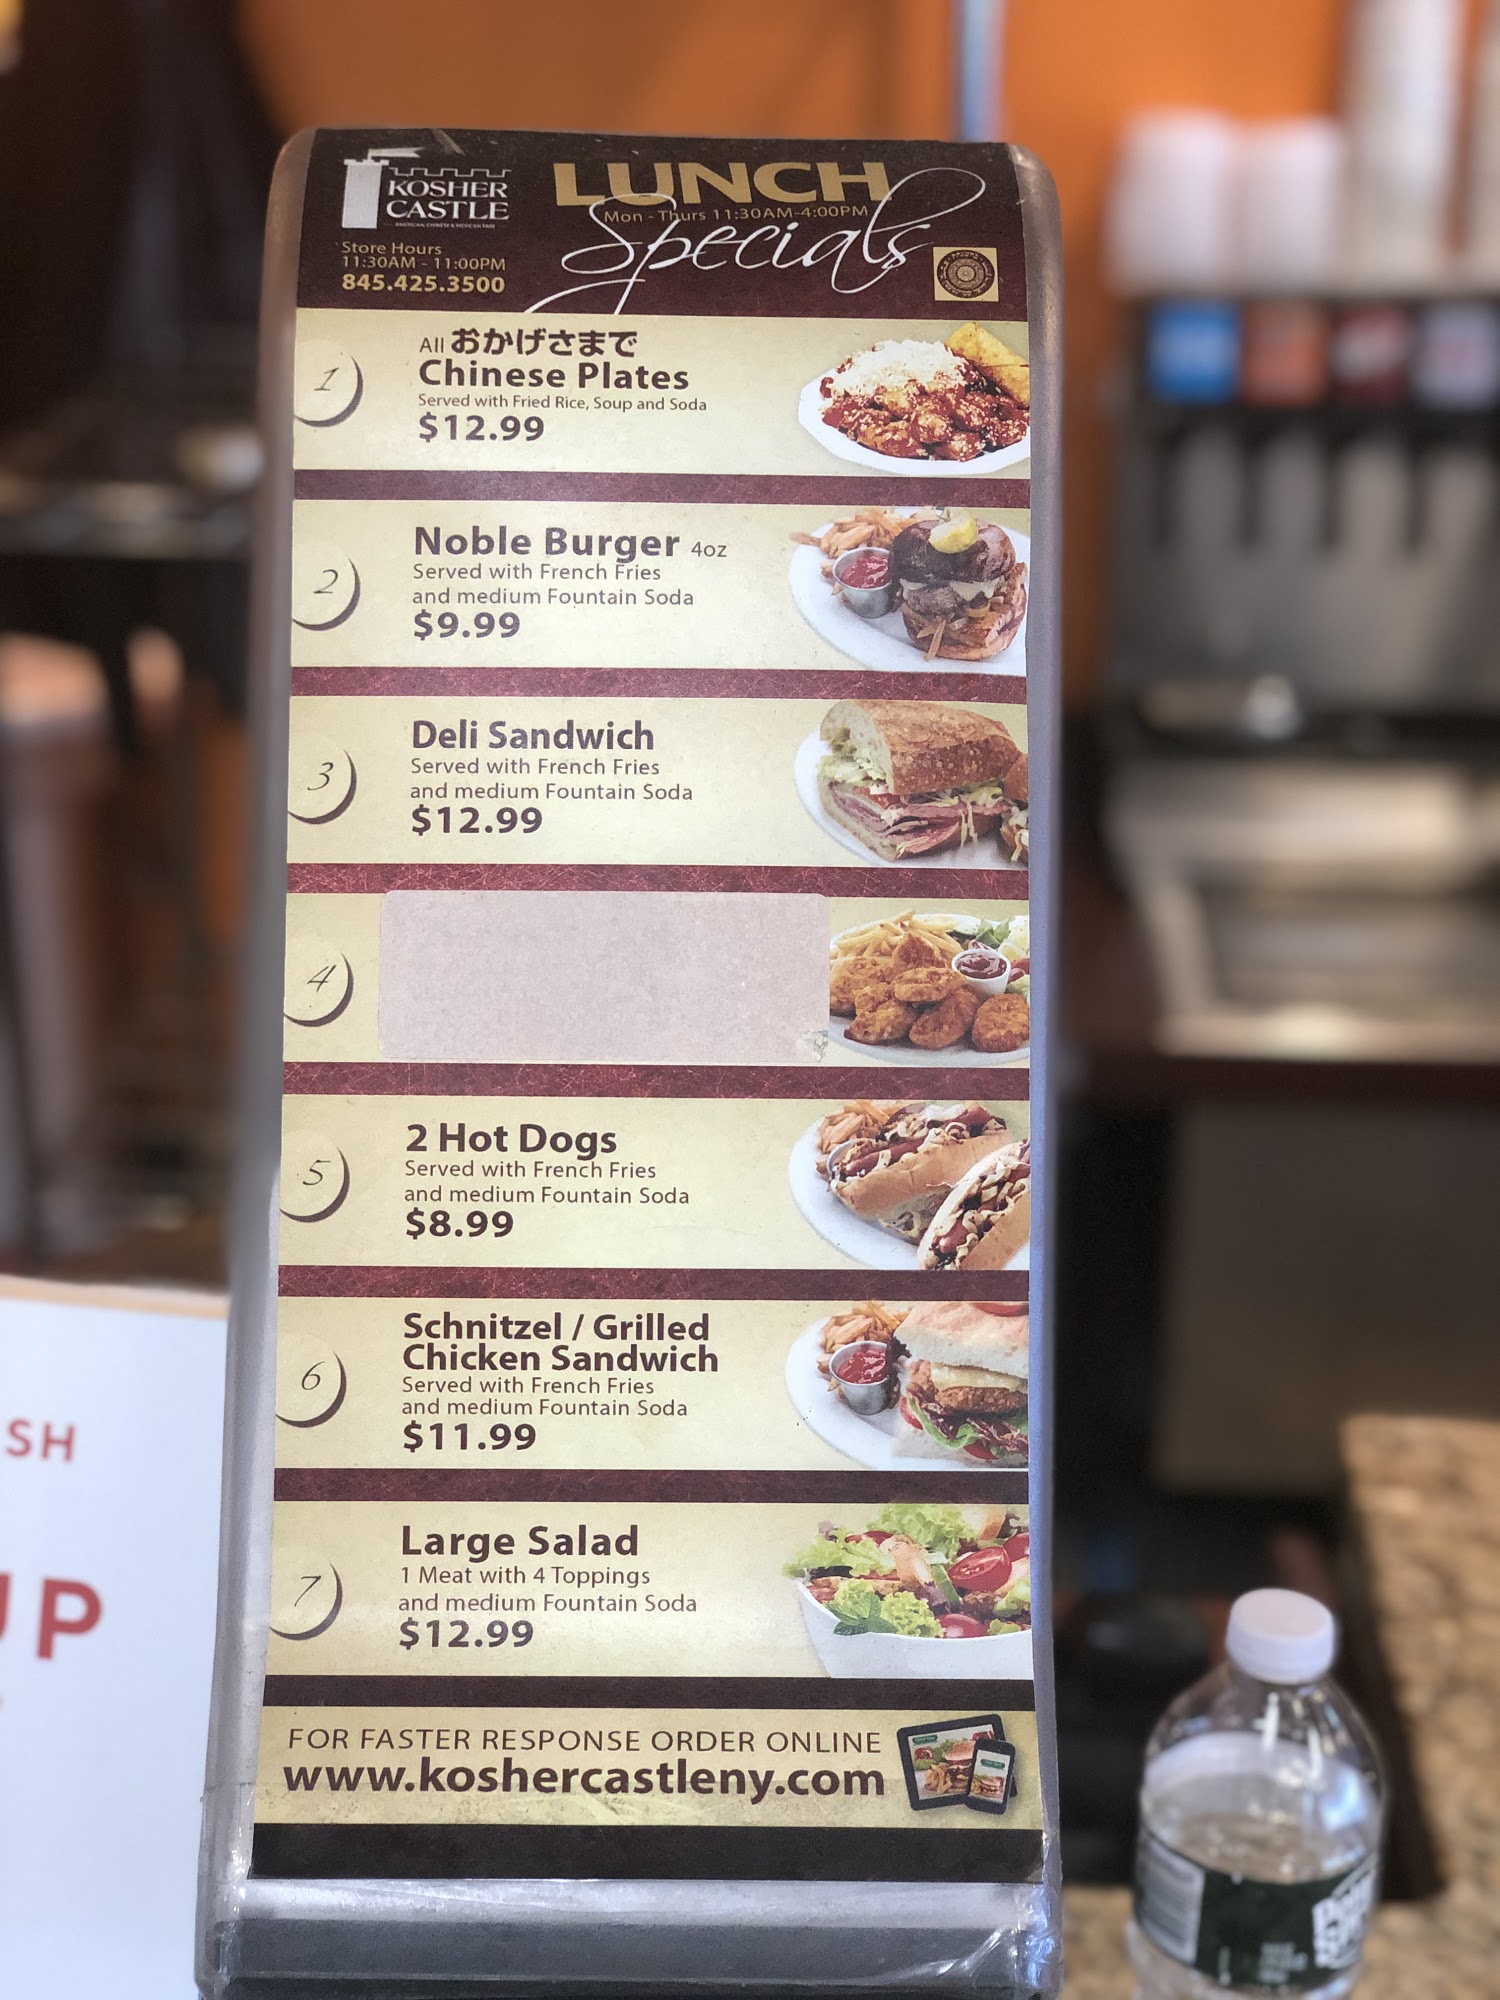 KOSHER
CASTLE
AMERICAN, CHINESE & MEXICAN FARE
Store Hours
11:30AM - 11:00PM
845.425.3500
LUNCH
Mon - Thurs 11:30AM-4:00PM
Specials
1
All おかげさまで
Chinese Plates
Served with Fried Rice, Soup and Soda
$12.99
2
Noble Burger 4oz
Served with French Fries
and medium Fountain Soda
$9.99
3
Deli Sandwich
Served with French Fries
and medium Fountain Soda
$12.99
4
5
2 Hot Dogs
Served with French Fries
and medium Fountain Soda
$8.99
6
Schnitzel / Grilled
Chicken Sandwich
Served with French Fries
and medium Fountain Soda
$11.99
7
Large Salad
1 Meat with 4 Toppings
and medium Fountain Soda
$12.99
FOR FASTER RESPONSE ORDER ONLINE
www.koshercastleny.com
SH
UP